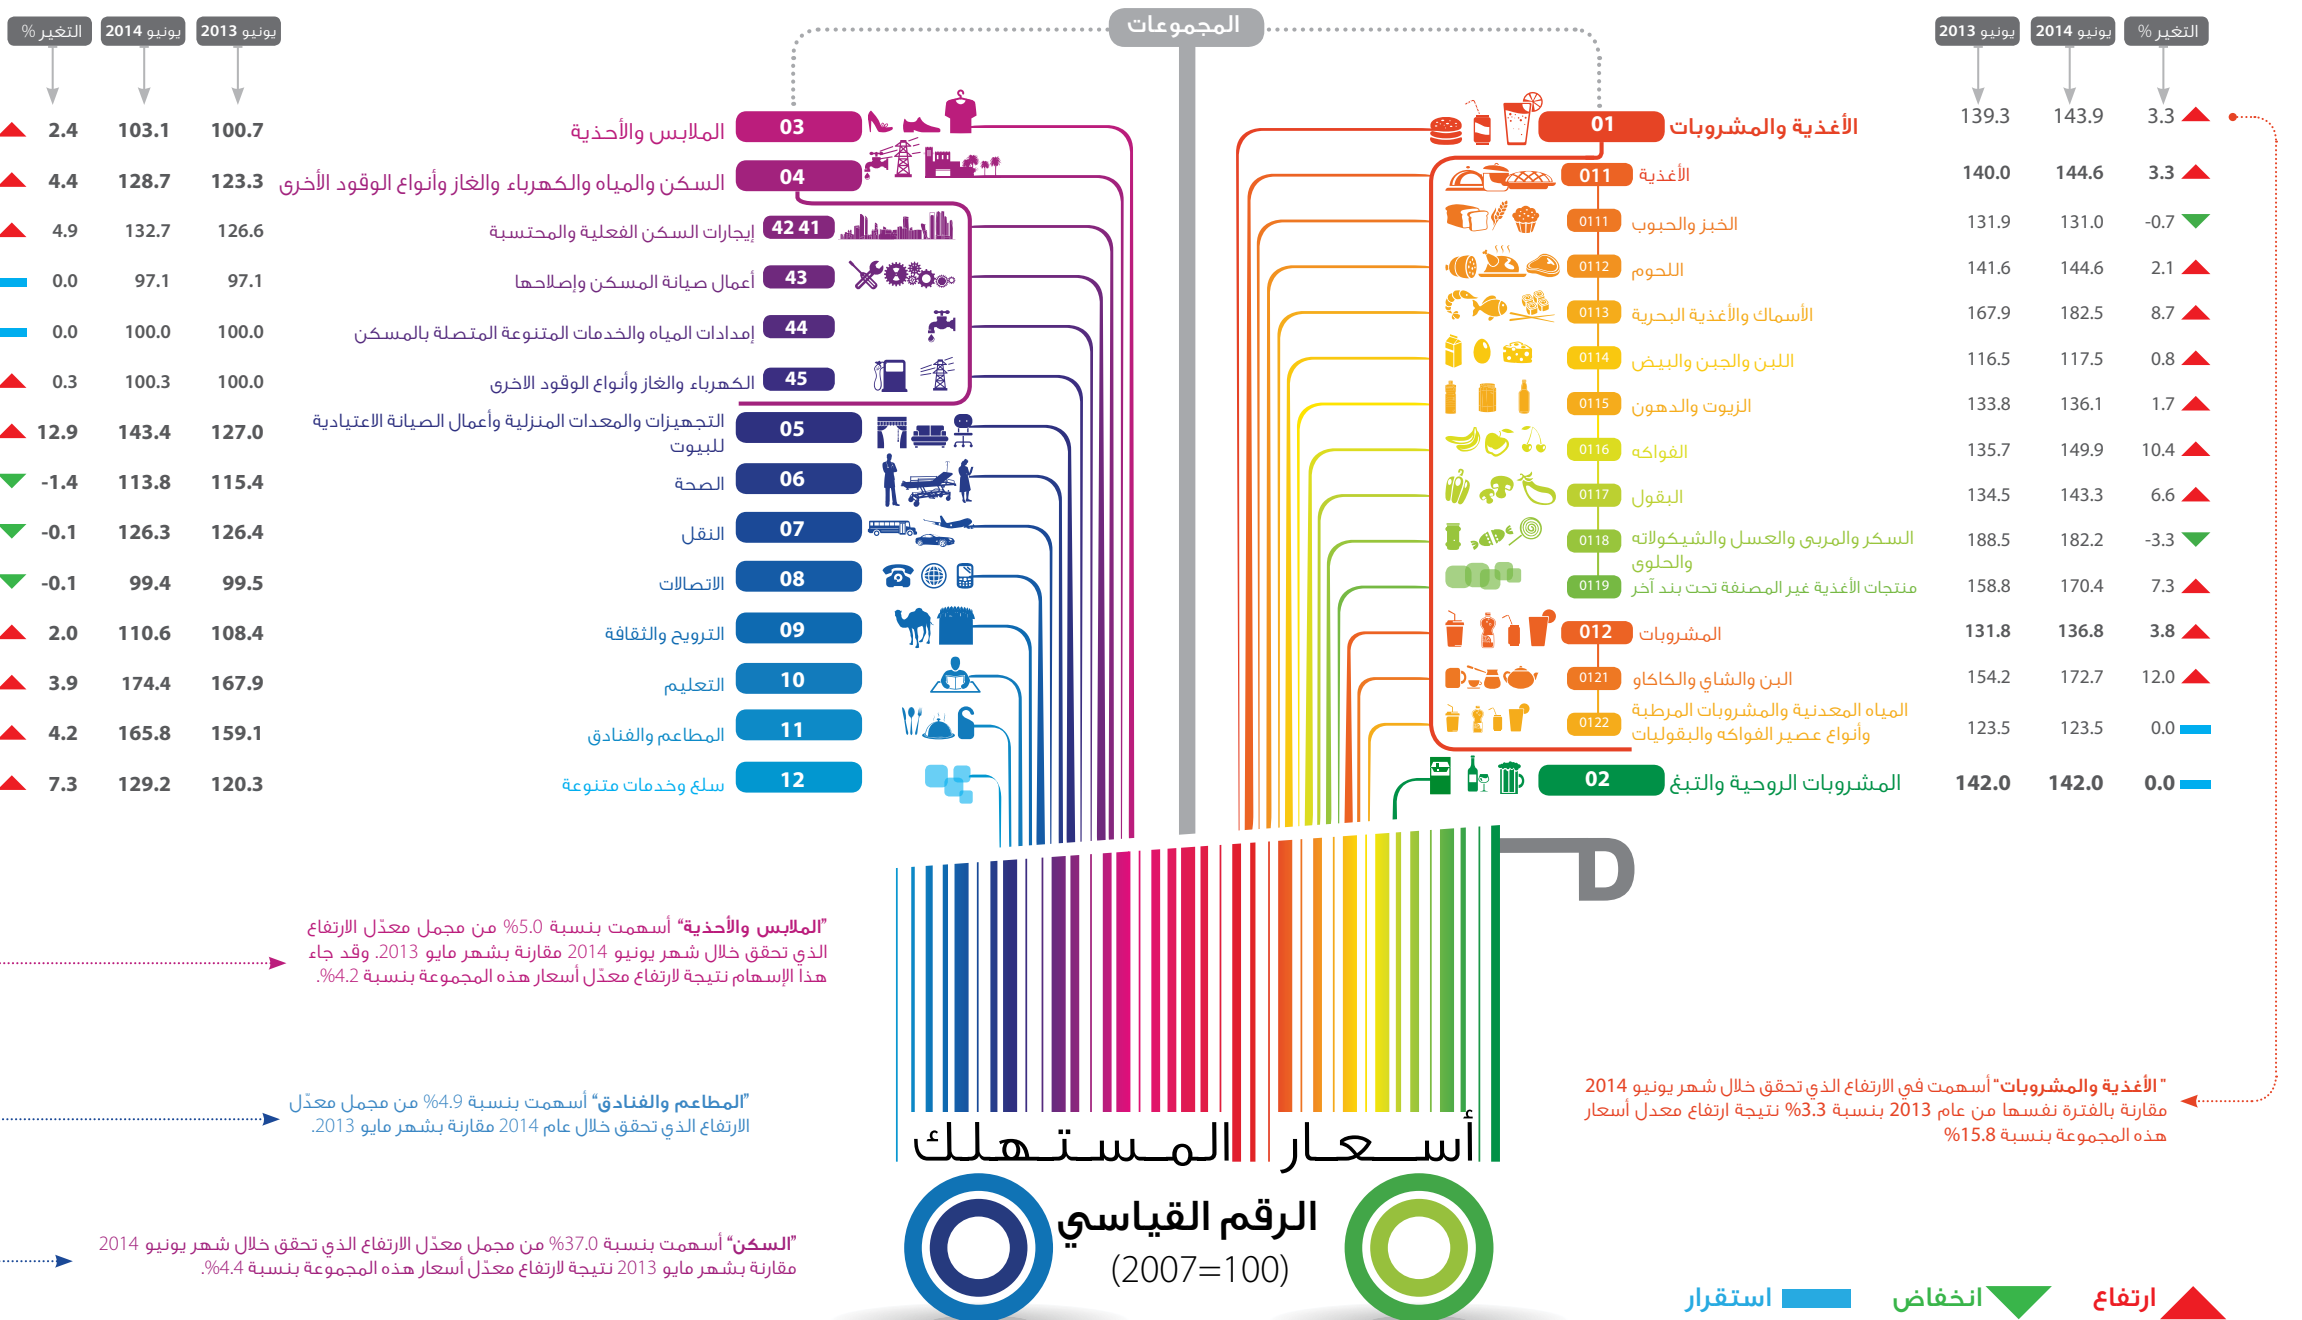 المجموعات
يونيو 2013 يونيو 2014 التغير %
01 الأغذية والمشروبات 139.3 143.9 3.3
011 الأغذية 140.0 144.6 3.3
0111 الخبز والحبوب 131.9 131.0 -0.7
0112 اللحوم 141.6 144.6 2.1
0113 الأسماك والأغذية البحرية 167.9 182.5 8.7
0114 اللبن والجبن والبيض 116.5 117.5 0.8
0115 الزيوت والدهون 133.8 136.1 1.7
0116 الفواكه 135.7 149.9 10.4
0117 البقول 134.5 143.3 6.6
0118 السكر والمربى والعسل والشيكولاته 188.5 182.2 -3.3
والحلوى
0119 منتجات الأغذية غير المصنفة تحت بند آخر 158.8 170.4 7.3
012 المشروبات 131.8 136.8 3.8
0121 البن والشاي والكاكاو 154.2 172.7 12.0
0122 المياه المعدنية والمشروبات المرطبة 123.5 123.5 0.0
وأنواع عصير الفواكه والبقوليات
02 المشروبات الروحية والتبغ 142.0 142.0 0.0
يونيو 2013 يونيو 2014 التغير %
03 الملابس والأحذية 100.7 103.1 2.4
04 السكن والمياه والكهرباء والغاز وأنواع الوقود الأخرى 123.3 128.7 4.4
42 41 إيجارات السكن الفعلية والمحتسبة 126.6 132.7 4.9
43 أعمال صيانة المسكن وإصلاحها 97.1 97.1 0.0
44 إمدادات المياه والخدمات المتنوعة المتصلة بالمسكن 100.0 100.0 0.0
45 الكهرباء والغاز وأنواع الوقود الاخرى 100.0 100.3 0.3
05 التجهيزات والمعدات المنزلية وأعمال الصيانة الاعتيادية 127.0 143.4 12.9
للبيوت
06 الصحة 115.4 113.8 -1.4
07 النقل 126.4 126.3 -0.1
08 الاتصالات 99.5 99.4 -0.1
09 الترويح والثقافة 108.4 110.6 2.0
10 التعليم 167.9 174.4 3.9
11 المطاعم والفنادق 159.1 165.8 4.2
12 سلع وخدمات متنوعة 120.3 129.2 7.3
" الأغذية والمشروبات" أسهمت في الارتفاع الذي تحقق خلال شهر يونيو 2014
مقارنة بالفترة نفسها من عام 2013 بنسبة 3.3% نتيجة ارتفاع معدل أسعار
هذه المجموعة بنسبة 15.8%
"الملابس والأحذية" أسهمت بنسبة 5.0% من مجمل معدّل الارتفاع
الذي تحقق خلال شهر يونيو 2014 مقارنة بشهر مايو 2013. وقد جاء
هذا الإسهام نتيجة لارتفاع معدّل أسعار هذه المجموعة بنسبة 4.2%.
"المطاعم والفنادق" أسهمت بنسبة 4.9% من مجمل معدّل
الارتفاع الذي تحقق خلال عام 2014 مقارنة بشهر مايو 2013.
"السكن" أسهمت بنسبة 37.0% من مجمل معدّل الارتفاع الذي تحقق خلال شهر يونيو 2014
مقارنة بشهر مايو 2013 نتيجة لارتفاع معدّل أسعار هذه المجموعة بنسبة 4.4%.
أسعار المستهلك
الرقم القياسي
(2007=100)
ارتفاع انخفاض استقرار